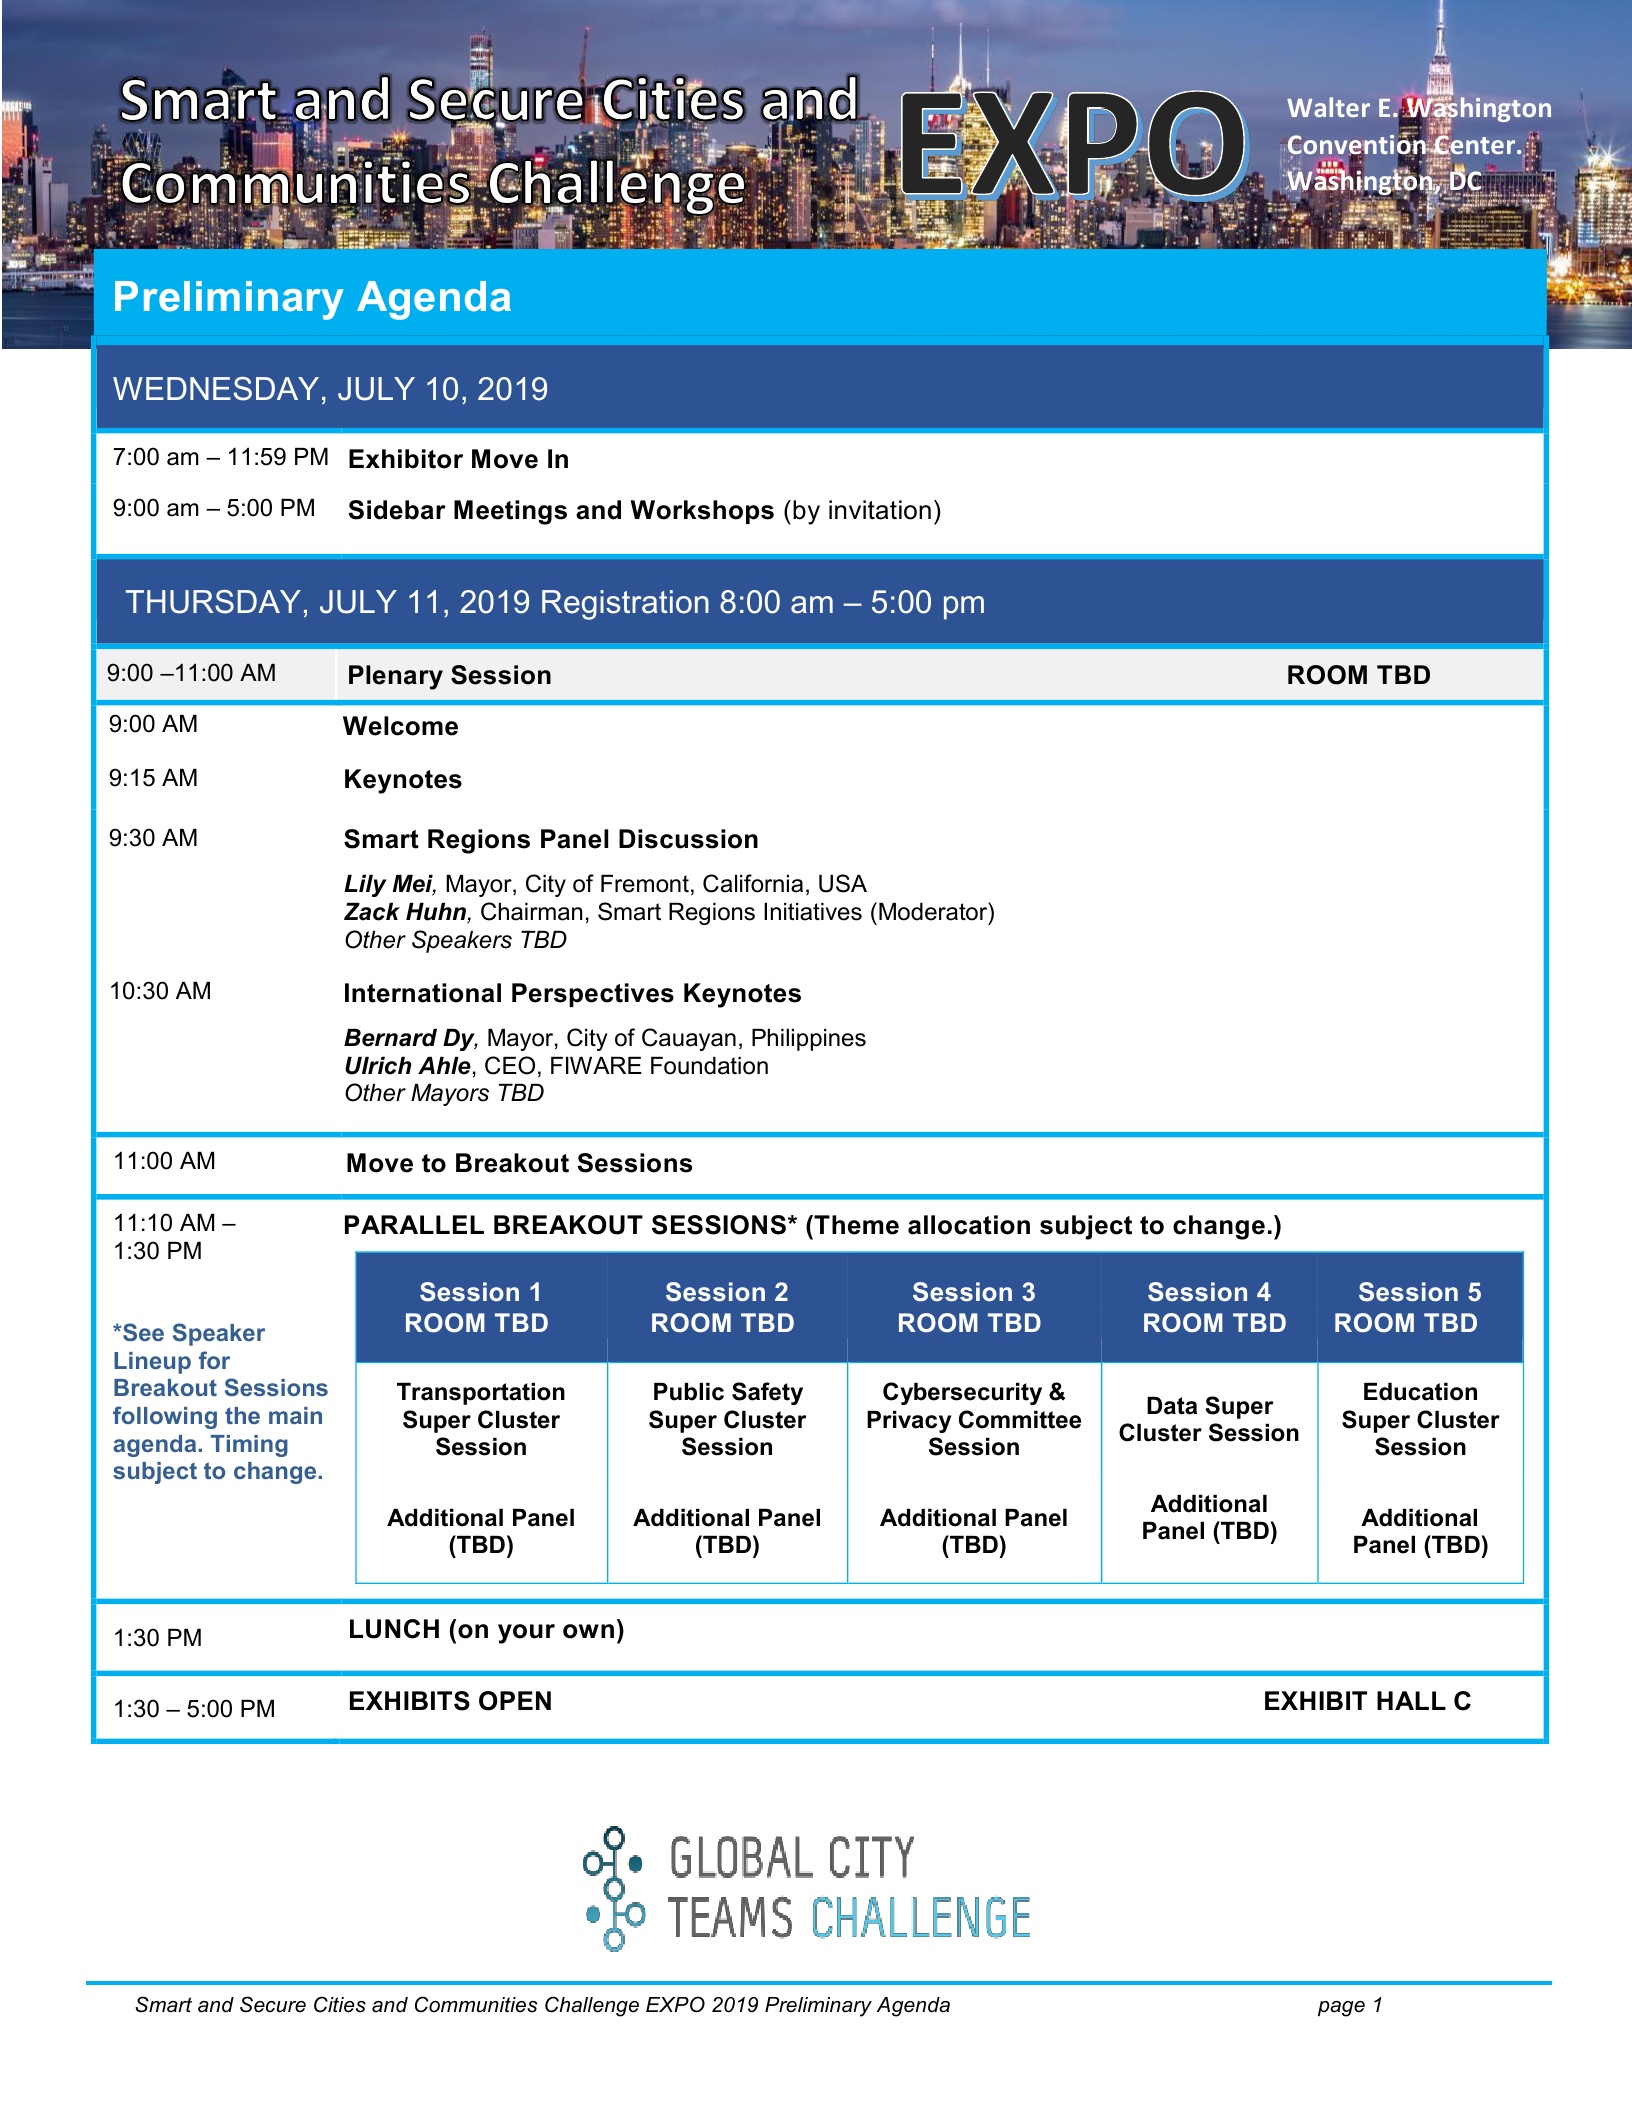 Smart and Secure Cities and
Communities Challenge
EXPO
Walter E. Washington
Convention Center.
Washington, DC
Preliminary Agenda
WEDNESDAY, JULY 10, 2019
7:00 am – 11:59 PM Exhibitor Move In
9:00 am – 5:00 PM Sidebar Meetings and Workshops (by invitation)
THURSDAY, JULY 11, 2019 Registration 8:00 am – 5:00 pm
9:00 –11:00 AM Plenary Session ROOM TBD
9:00 AM Welcome
9:15 AM Keynotes
9:30 AM Smart Regions Panel Discussion
Lily Mei, Mayor, City of Fremont, California, USA
Zack Huhn, Chairman, Smart Regions Initiatives (Moderator)
Other Speakers TBD
10:30 AM International Perspectives Keynotes
Bernard Dy, Mayor, City of Cauayan, Philippines
Ulrich Ahle, CEO, FIWARE Foundation
Other Mayors TBD
11:00 AM Move to Breakout Sessions
11:10 AM –
1:30 PM
*See Speaker
Lineup for
Breakout Sessions
following the main
agenda. Timing
subject to change.
PARALLEL BREAKOUT SESSIONS* (Theme allocation subject to change.)
Session 1
ROOM TBD
Session 2
ROOM TBD
Session 3
ROOM TBD
Session 4
ROOM TBD
Session 5
ROOM TBD
Transportation
Super Cluster
Session
Public Safety
Super Cluster
Session
Cybersecurity &
Privacy Committee
Session
Data Super
Cluster Session
Education
Super Cluster
Session
Additional Panel
(TBD)
Additional Panel
(TBD)
Additional Panel
(TBD)
Additional
Panel (TBD)
Additional
Panel (TBD)
1:30 PM LUNCH (on your own)
1:30 – 5:00 PM EXHIBITS OPEN EXHIBIT HALL C
GLOBAL CITY
TEAMS CHALLENGE
Smart and Secure Cities and Communities Challenge EXPO 2019 Preliminary Agenda page 1